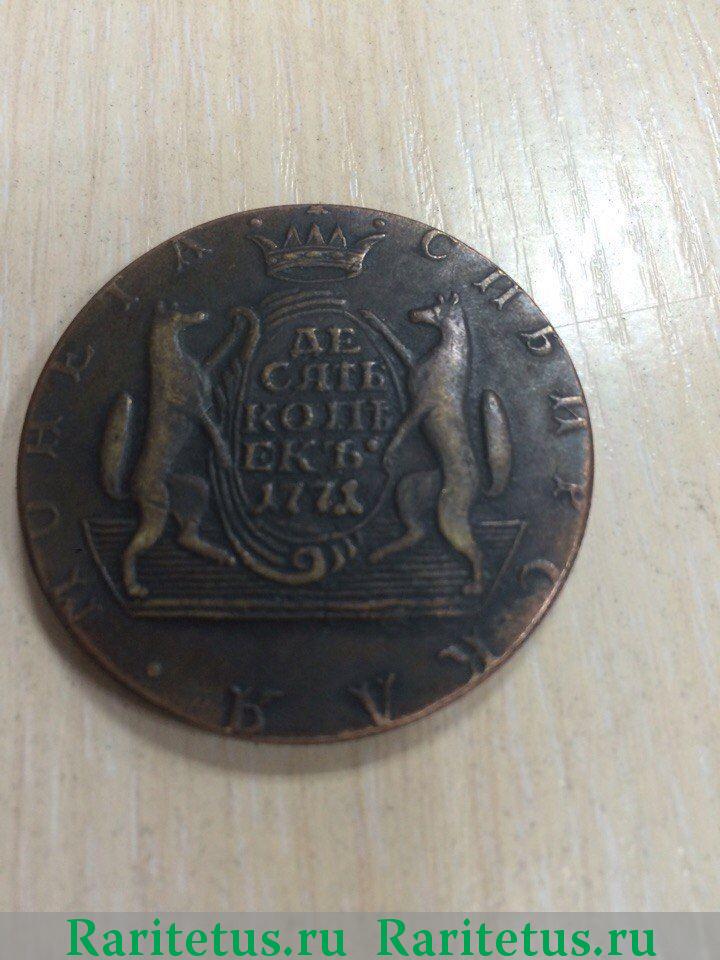 СИБИРСКАЯ МОНЕТА
ДЕ
СЯТЬ
КОПѢ
ЕКЪ
1771
Raritetus.ru Raritetus.ru